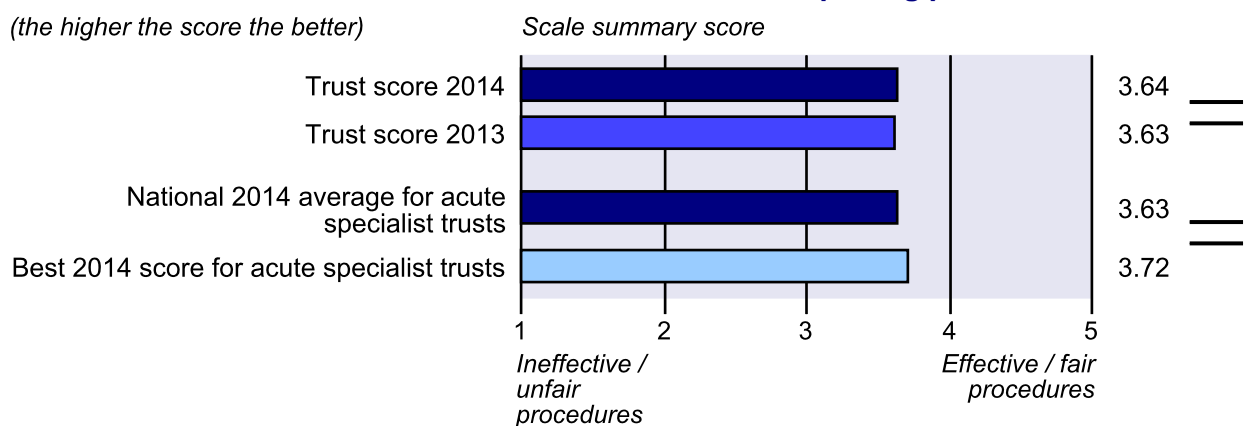 (the higher the score the better)
Scale summary score
Trust score 2014
3.64
Trust score 2013
3.63
National 2014 average for acute
specialist trusts
3.63
Best 2014 score for acute specialist trusts
3.72
1 2 3 4 5
Ineffective /
unfair
procedures
Effective / fair
procedures